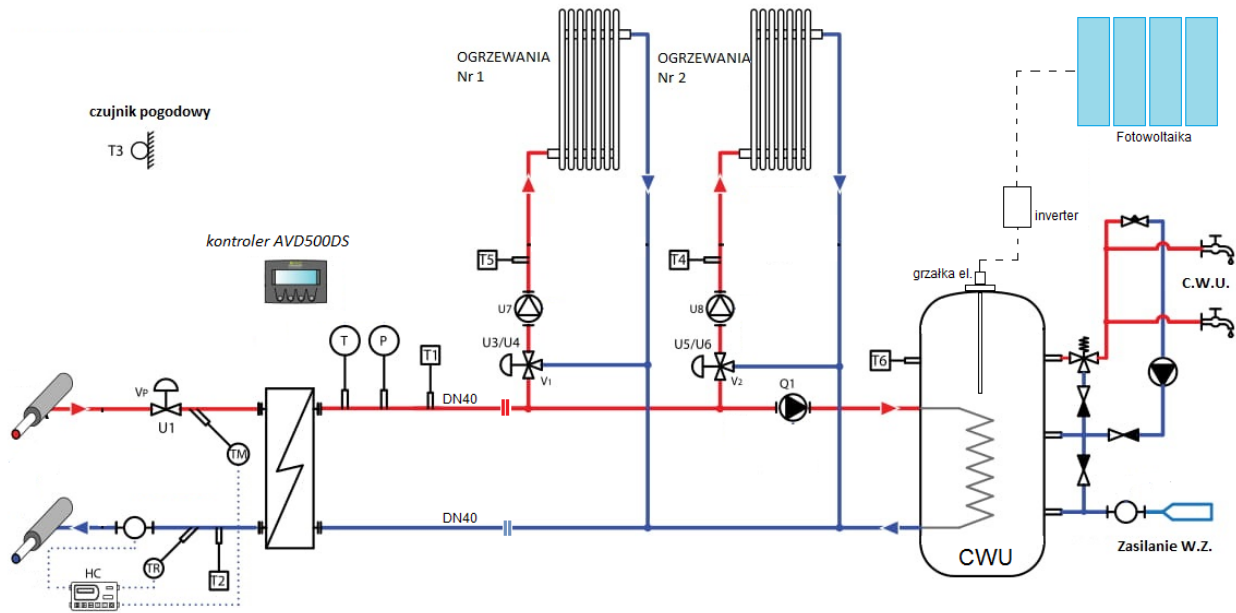 OGRZEWANIA
Nr 1
OGRZEWANIA
Nr 2
Fotowoltaika
czujnik pogodowy
T3
inverter
kontroler AVD500DS
T5
T4
grzałka el.
C.W.U.
U7
U8
T
P
T1
U3/U4
U5/U6
T6
V1
V2
Q1
VP
U1
DN40
TM
DN40
HC
TR
T2
CWU
Zasilanie W.Z.